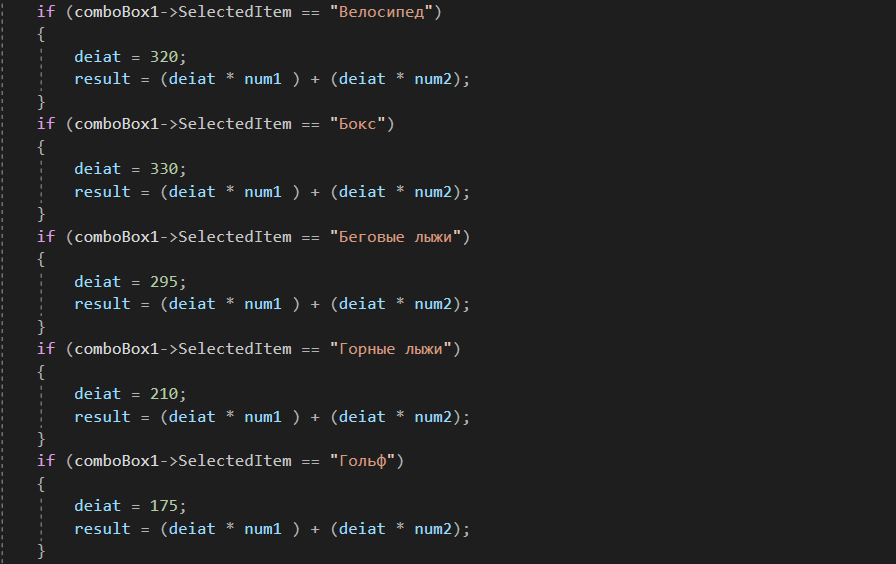 if (comboBox1->SelectedItem == "Велосипед")
{
deiat = 320;
result = (deiat * num1 ) + (deiat * num2);
}
if (comboBox1->SelectedItem == "Бокс")
{
deiat = 330;
result = (deiat * num1 ) + (deiat * num2);
}
if (comboBox1->SelectedItem == "Беговые лыжи")
{
deiat = 295;
result = (deiat * num1 ) + (deiat * num2);
}
if (comboBox1->SelectedItem == "Горные лыжи")
{
deiat = 210;
result = (deiat * num1 ) + (deiat * num2);
}
if (comboBox1->SelectedItem == "Гольф")
{
deiat = 175;
result = (deiat * num1 ) + (deiat * num2);
}